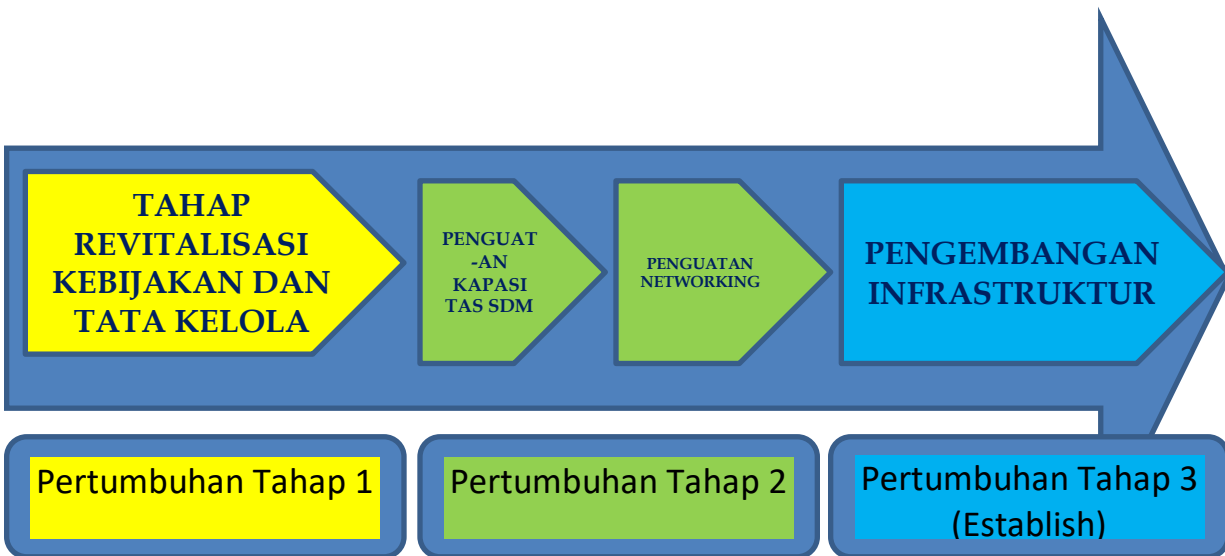 TAHAP
REVITALISASI
KEBIJAKAN DAN
TATA KELOLA
PENGUAT
-AN
KAPASI
TAS SDM
PENGUATAN
NETWORKING
PENGEMBANGAN
INFRASTRUKTUR
Pertumbuhan Tahap 1
Pertumbuhan Tahap 2
Pertumbuhan Tahap 3
(Establish)